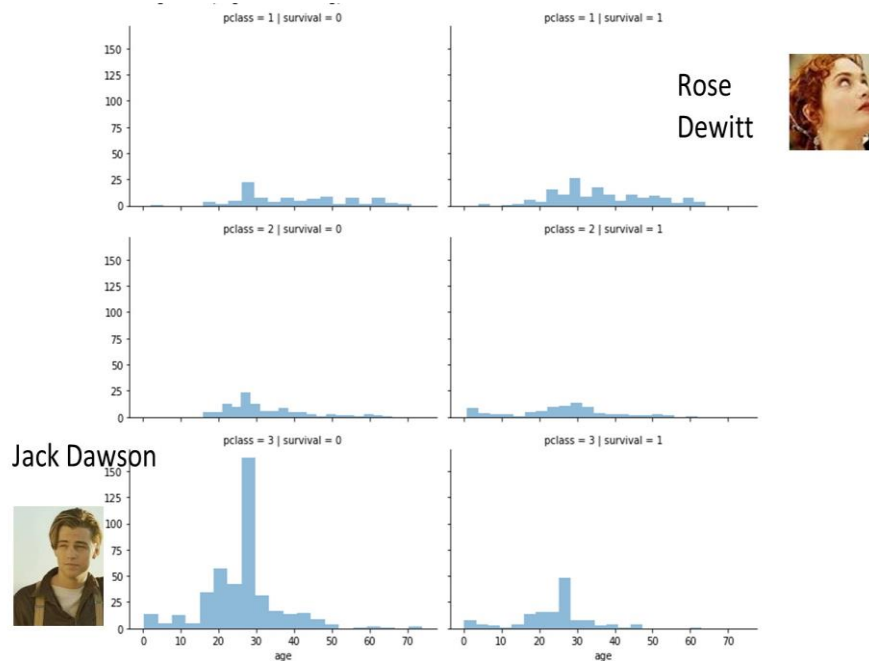 pclass = 1 | survival = 0
pclass = 1 | survival = 1
150
125
100
75
50
25
0
Rose
Dewitt
pclass = 2 | survival = 0
pclass = 2 | survival = 1
150
125
100
75
50
25
0
Jack Dawson
pclass = 3 | survival = 0
pclass = 3 | survival = 1
150
125
100
75
50
25
0
0 10 20 30 40 50 60 70
0 10 20 30 40 50 60 70
age
age